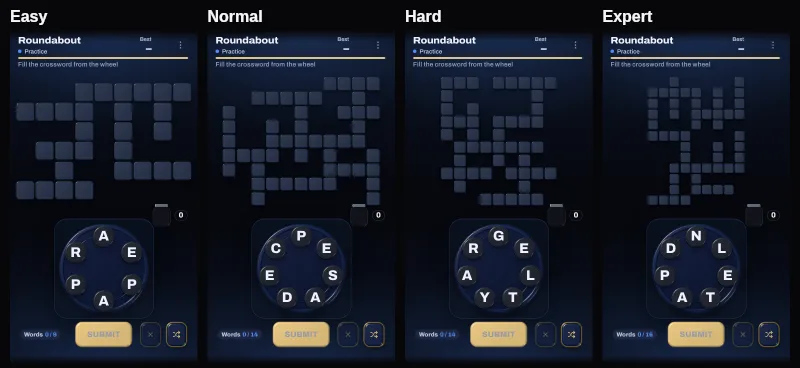 Easy
Roundabout
Best
Practice
–
Fill the crossword from the wheel
0
A
R E
P P
A
Words 0/8
SUBMIT
×
Normal
Roundabout
Best
Practice
–
Fill the crossword from the wheel
0
P
C E
E S
D A
Words 0/14
SUBMIT
×
Hard
Roundabout
Best
Practice
–
Fill the crossword from the wheel
0
G
R E
A L
Y T
Words 0/14
SUBMIT
×
Expert
Roundabout
Best
Practice
–
Fill the crossword from the wheel
0
N
D L
P E
A T
Words 0/16
SUBMIT
×